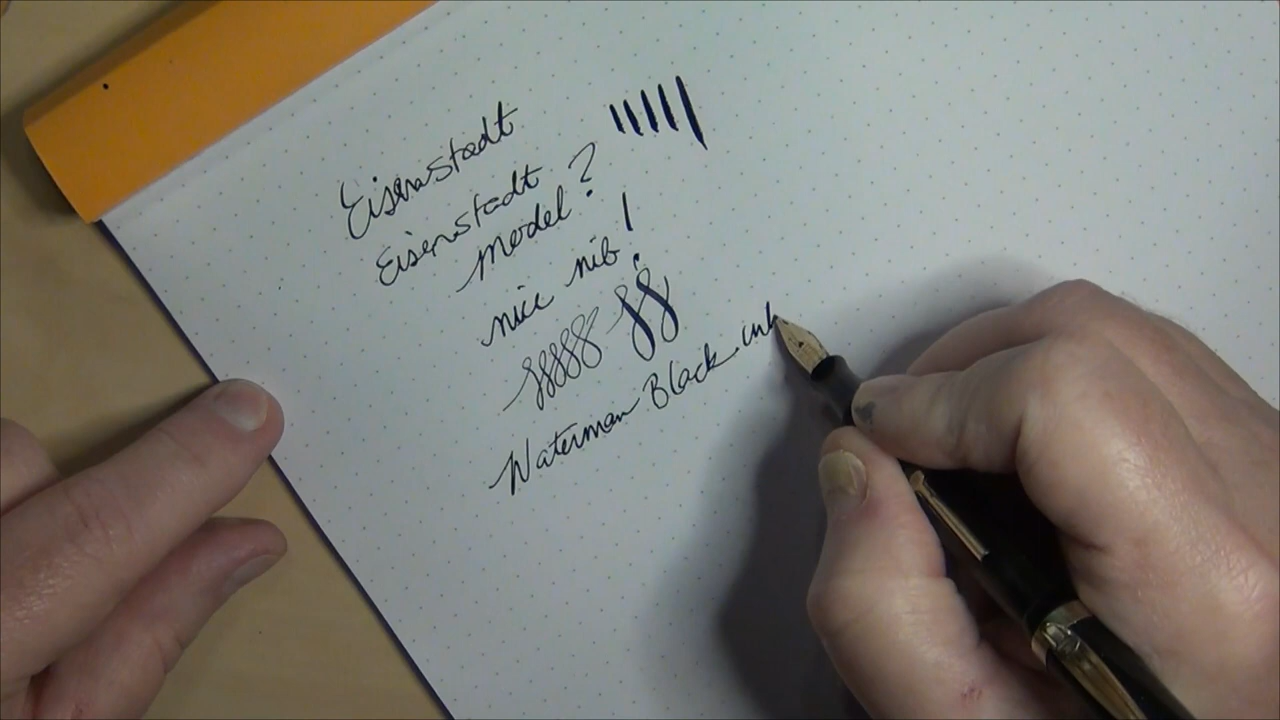 Eisenstadt
Eisenstadt
model?
nice nib!
Waterman Black ink